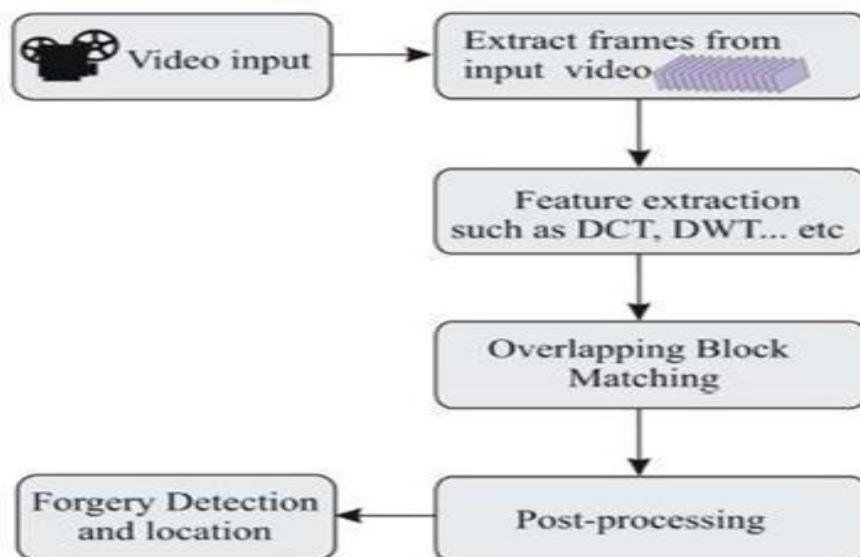 Video input
Extract frames from
input video
Feature extraction
such as DCT, DWT... etc
Overlapping Block
Matching
Post-processing
Forgery Detection
and location